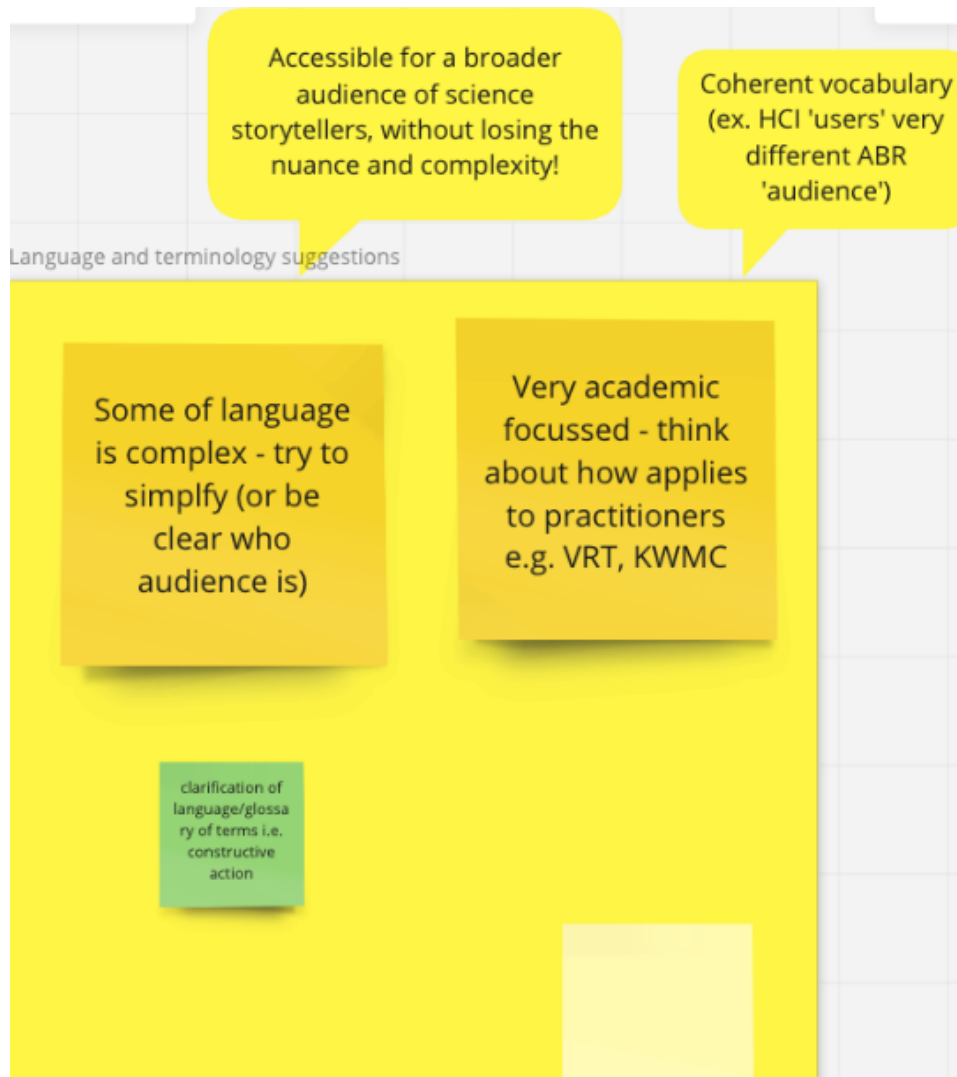 Accessible for a broader
audience of science
storytellers, without losing the
nuance and complexity!
Coherent vocabulary
(ex. HCI 'users' very
different ABR
'audience')
Language and terminology suggestions
Some of language
is complex - try to
simplfy (or be
clear who
audience is)
Very academic
focussed - think
about how applies
to practitioners
e.g. VRT, KWMC
clarification of
language/glossa
ry of terms i.e.
constructive
action